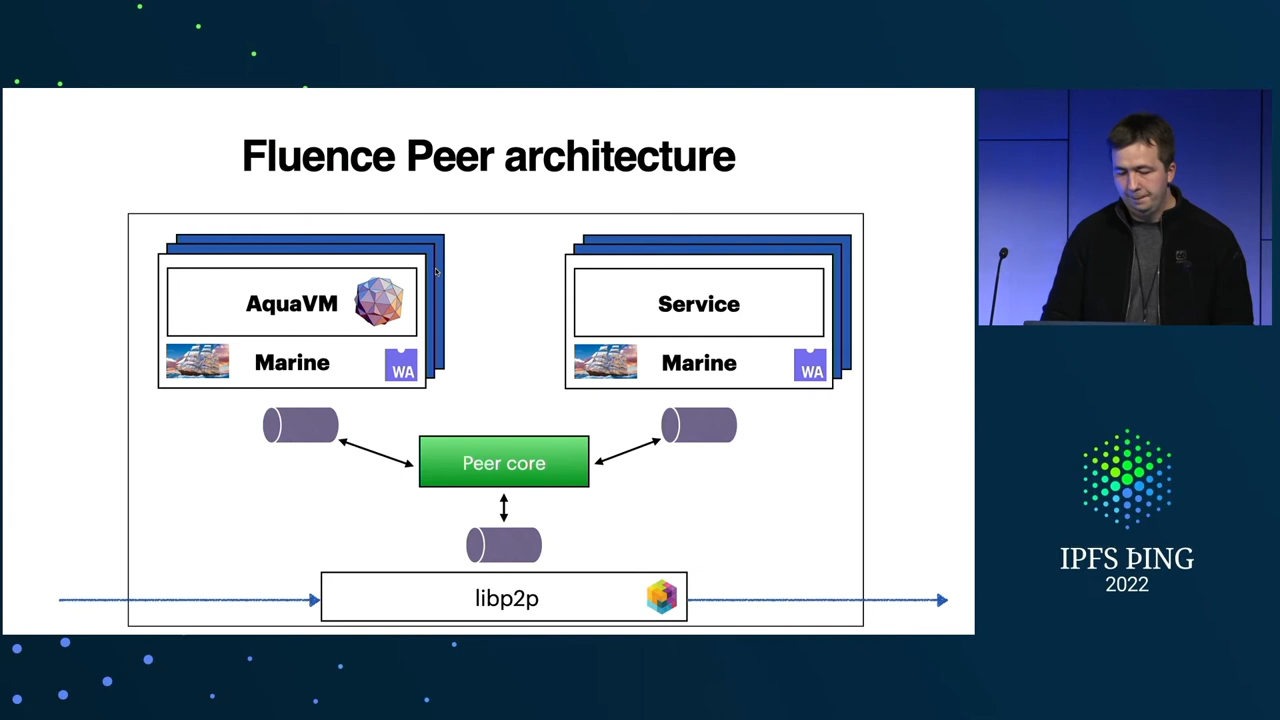 Fluence Peer architecture
AquaVM
Marine
WA
Service
Marine
WA
Peer core
libp2p
IPFS ÞING
2022